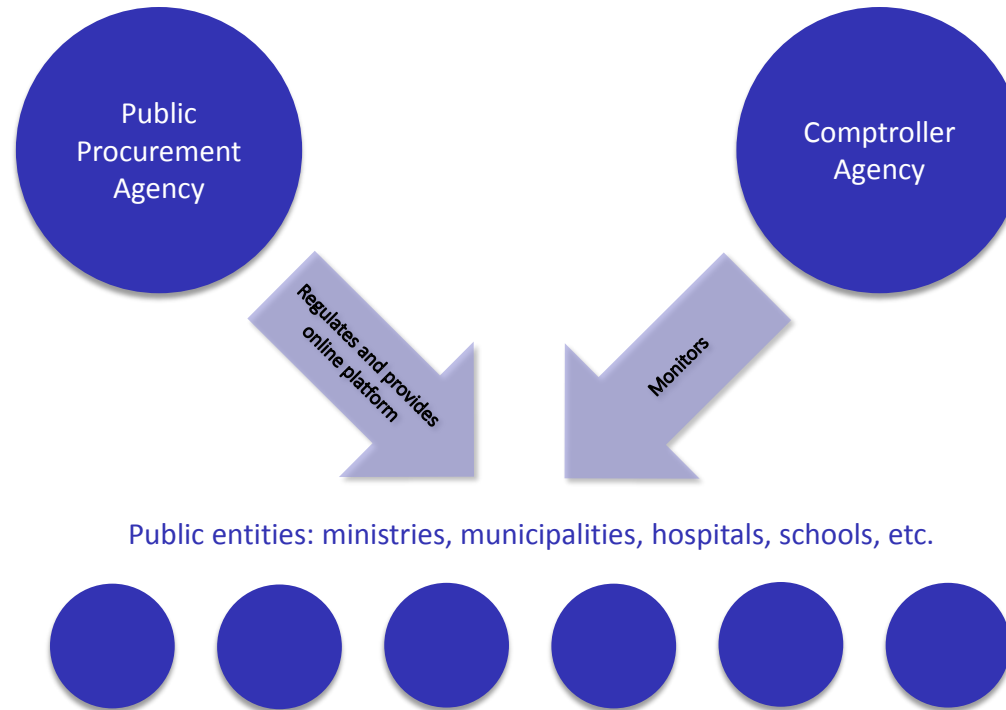 Public
Procurement
Agency
Comptroller
Agency
Regulates and provides
online platform
Monitors
Public entities: ministries, municipalities, hospitals, schools, etc.